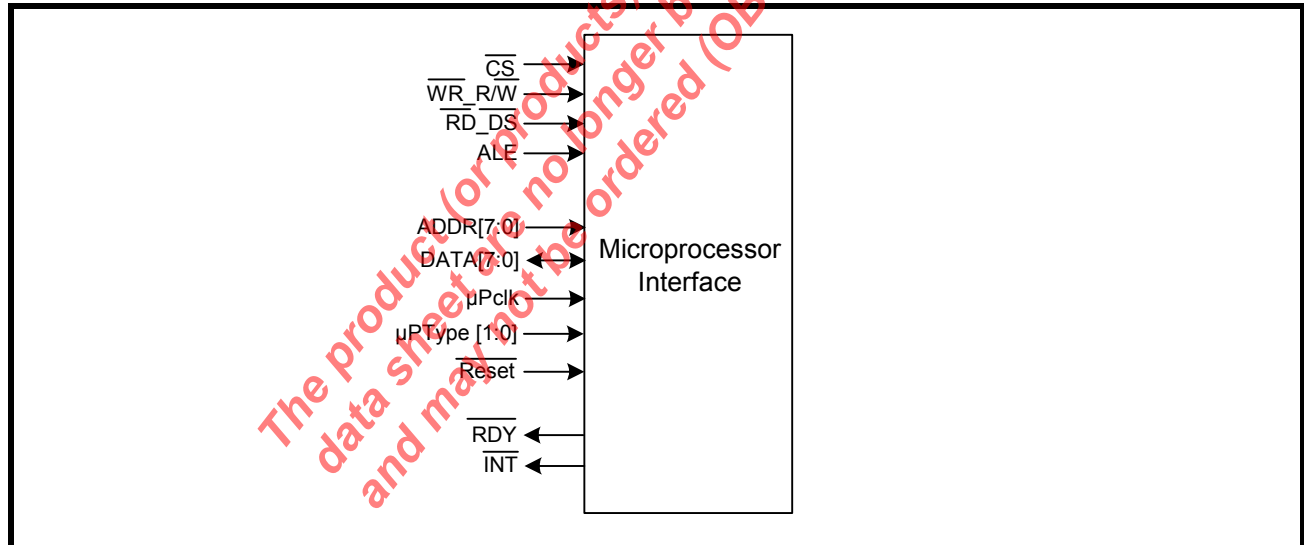 CS
WR_R/W
RD_DS
ALE
ADDR[7:0]
DATA[7:0]
µPclk
µPType [1:0]
Reset
RDY
INT
Microprocessor
Interface
The product (or products)
data sheet are no longer
and may not be ordered (OB